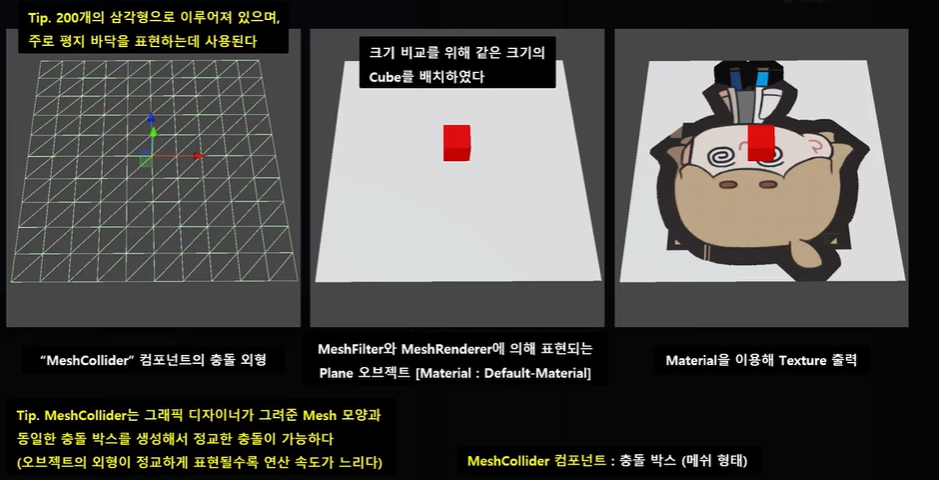 Tip. 200개의 삼각형으로 이루어져 있으며,
주로 평지 바닥을 표현하는데 사용된다
크기 비교를 위해 같은 크기의
Cube를 배치하였다
“MeshCollider” 컴포넌트의 충돌 외형
MeshFilter와 MeshRenderer에 의해 표현되는
Plane 오브젝트 [Material : Default-Material]
Material을 이용해 Texture 출력
Tip. MeshCollider는 그래픽 디자이너가 그려준 Mesh 모양과
동일한 충돌 박스를 생성해서 정교한 충돌이 가능하다
(오브젝트의 외형이 정교하게 표현될수록 연산 속도가 느리다)
MeshCollider 컴포넌트 : 충돌 박스 (메쉬 형태)